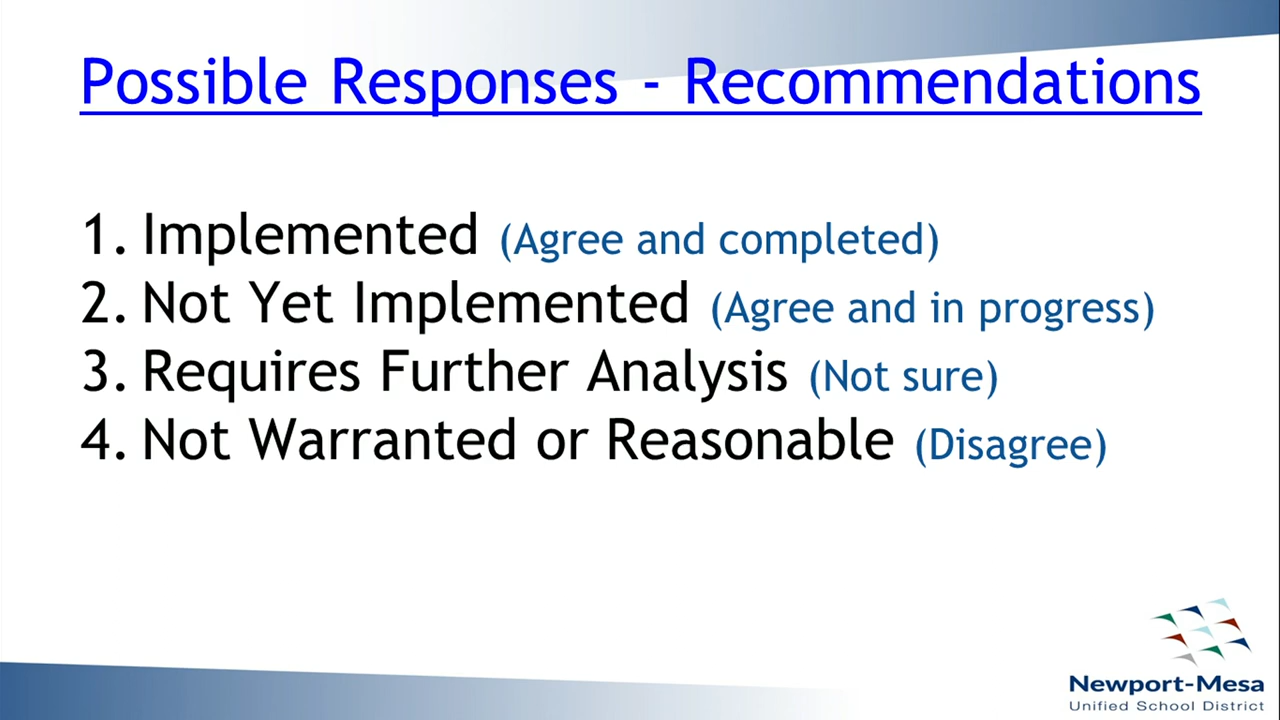 Possible Responses - Recommendations
1. Implemented (Agree and completed)
2. Not Yet Implemented (Agree and in progress)
3. Requires Further Analysis (Not sure)
4. Not Warranted or Reasonable (Disagree)
Newport-Mesa
Unified School District